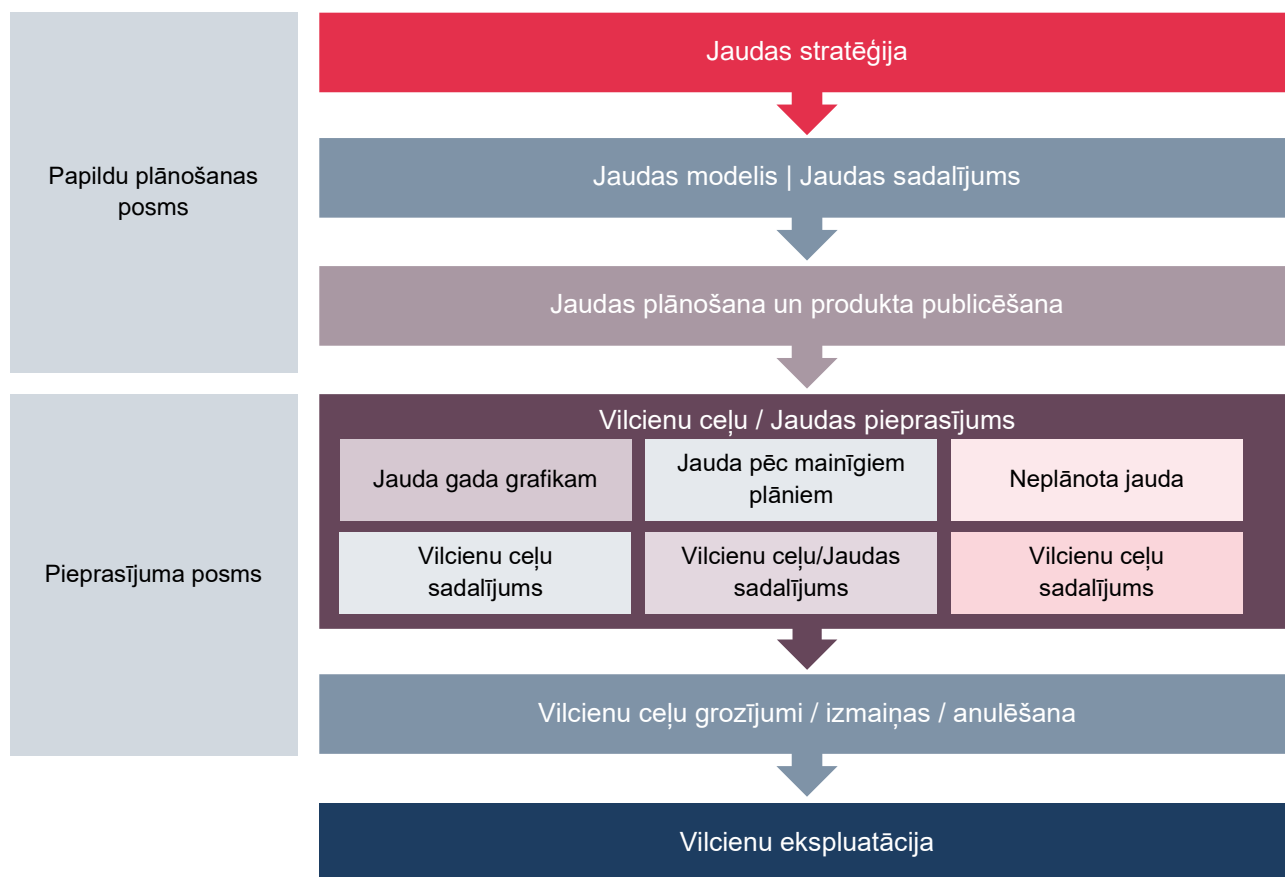 Papildu plānošanas
posms
Jaudas stratēģija
Jaudas modelis | Jaudas sadalījums
Jaudas plānošana un produkta publicēšana
Pieprasījuma posms
Vilcienu ceļu / Jaudas pieprasījums
Jauda gada grafikam
Jauda pēc mainīgiem
plāniem
Neplānota jauda
Vilcienu ceļu
sadalījums
Vilcienu ceļu/Jaudas
sadalījums
Vilcienu ceļu
sadalījums
Vilcienu ceļu grozījumi / izmaiņas / anulēšana
Vilcienu ekspluatācija